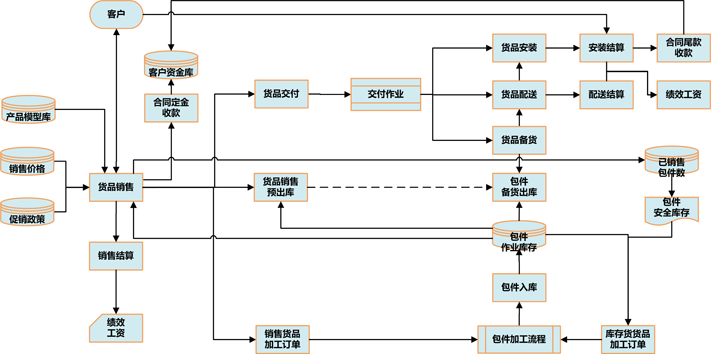 客户
合同尾款
收款
货品安装
安装结算
客户资金库
货品交付
交付作业
货品配送
配送结算
绩效工资
产品模型库
合同定金
收款
货品备货
销售价格
已销售
包件数
货品销售
货品销售
预出库
包件
备货出库
促销政策
包件
安全库存
包件
作业库存
销售结算
包件入库
绩效
工资
销售货品
加工订单
包件加工流程
库存货货品
加工订单